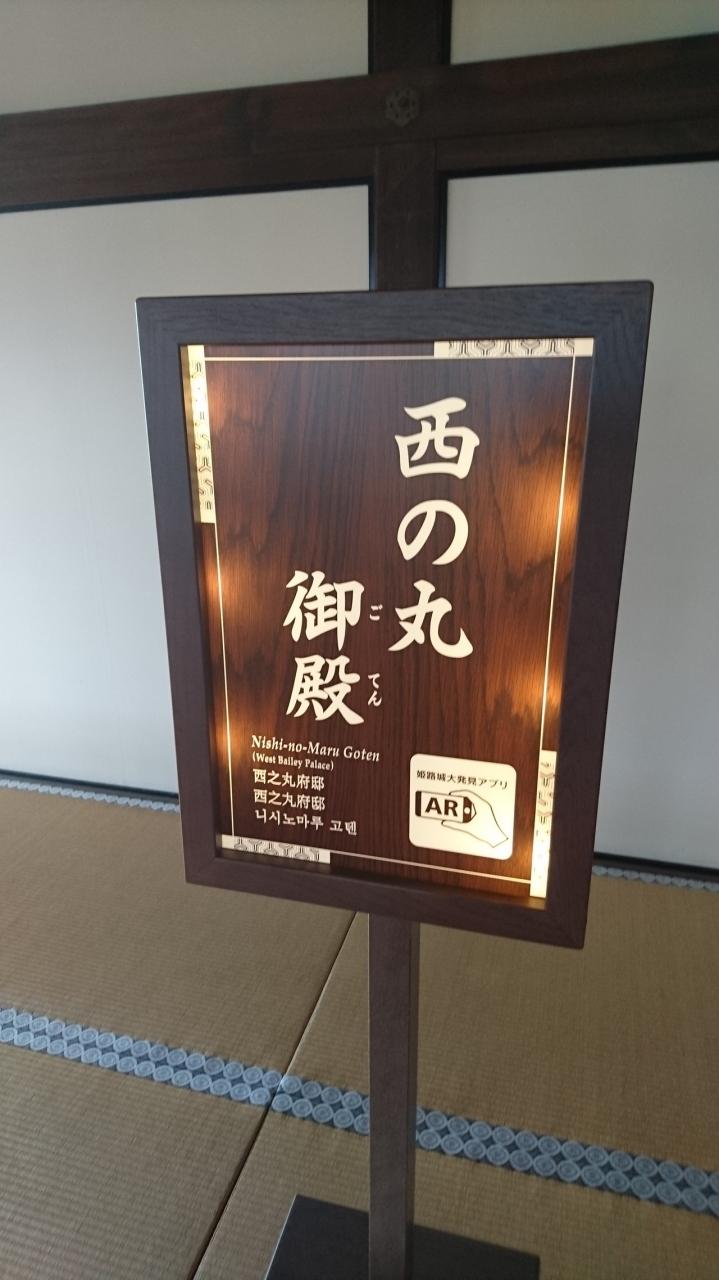 西の丸
御殿
ごてん
Nishi-no-Maru Goten
(West Bailey Palace)
西之丸府邸
西之丸府邸
니시노마루 고텐
姫路城大発見アプリ
AR